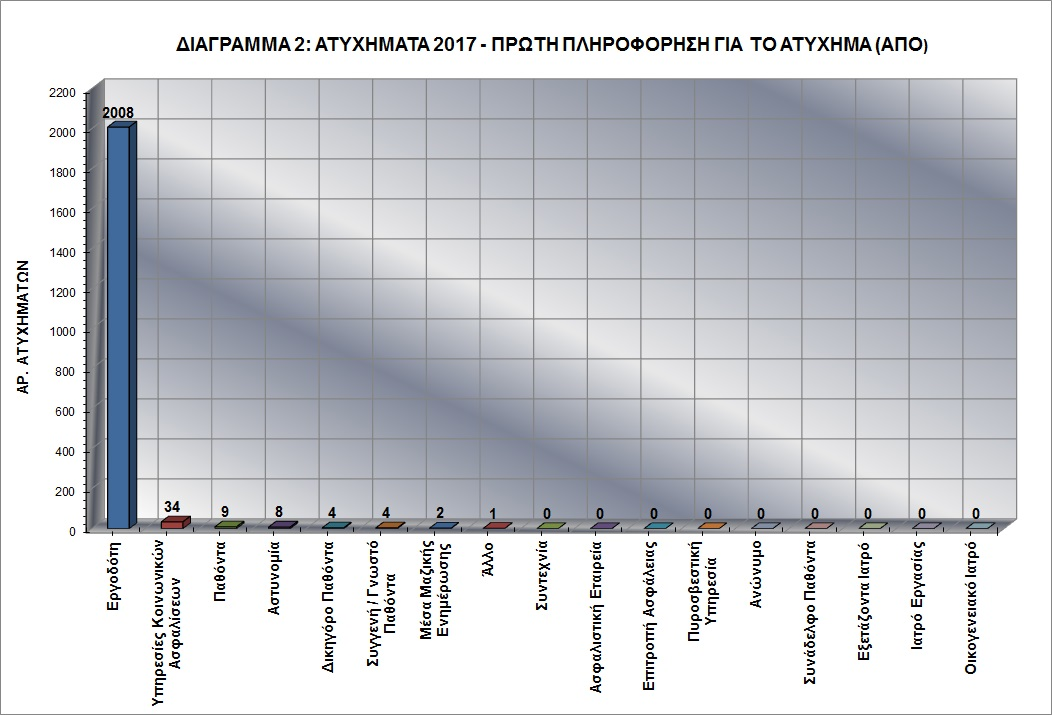 ΔΙΑΓΡΑΜΜΑ 2: ΑΤΥΧΗΜΑΤΑ 2017 - ΠΡΩΤΗ ΠΛΗΡΟΦΟΡΗΣΗ ΓΙΑ ΤΟ ΑΤΥΧΗΜΑ (ΑΠΟ)
ΑΡ. ΑΤΥΧΗΜΑΤΩΝ
2200
2000
1800
1600
1400
1200
1000
800
600
400
200
0
2008
34
9
8
4
4
2
1
0
0
0
0
0
0
0
0
0
Εργοδότη
Υπηρεσίες Κοινωνικών
Ασφαλίσεων
Παθόντα
Αστυνομία
Δικηγόρο Παθόντα
Συγγενή / Γνωστό
Παθόντα
Μέσα Μαζικής
Ενημέρωσης
Άλλο
Συντεχνία
Ασφαλιστική Εταιρεία
Επιτροπή Ασφάλειας
Πυροσβεστική
Υπηρεσία
Ανώνυμο
Συνάδελφο Παθόντα
Εξετάζοντα Ιατρό
Ιατρό Εργασίας
Οικογενειακό Ιατρό